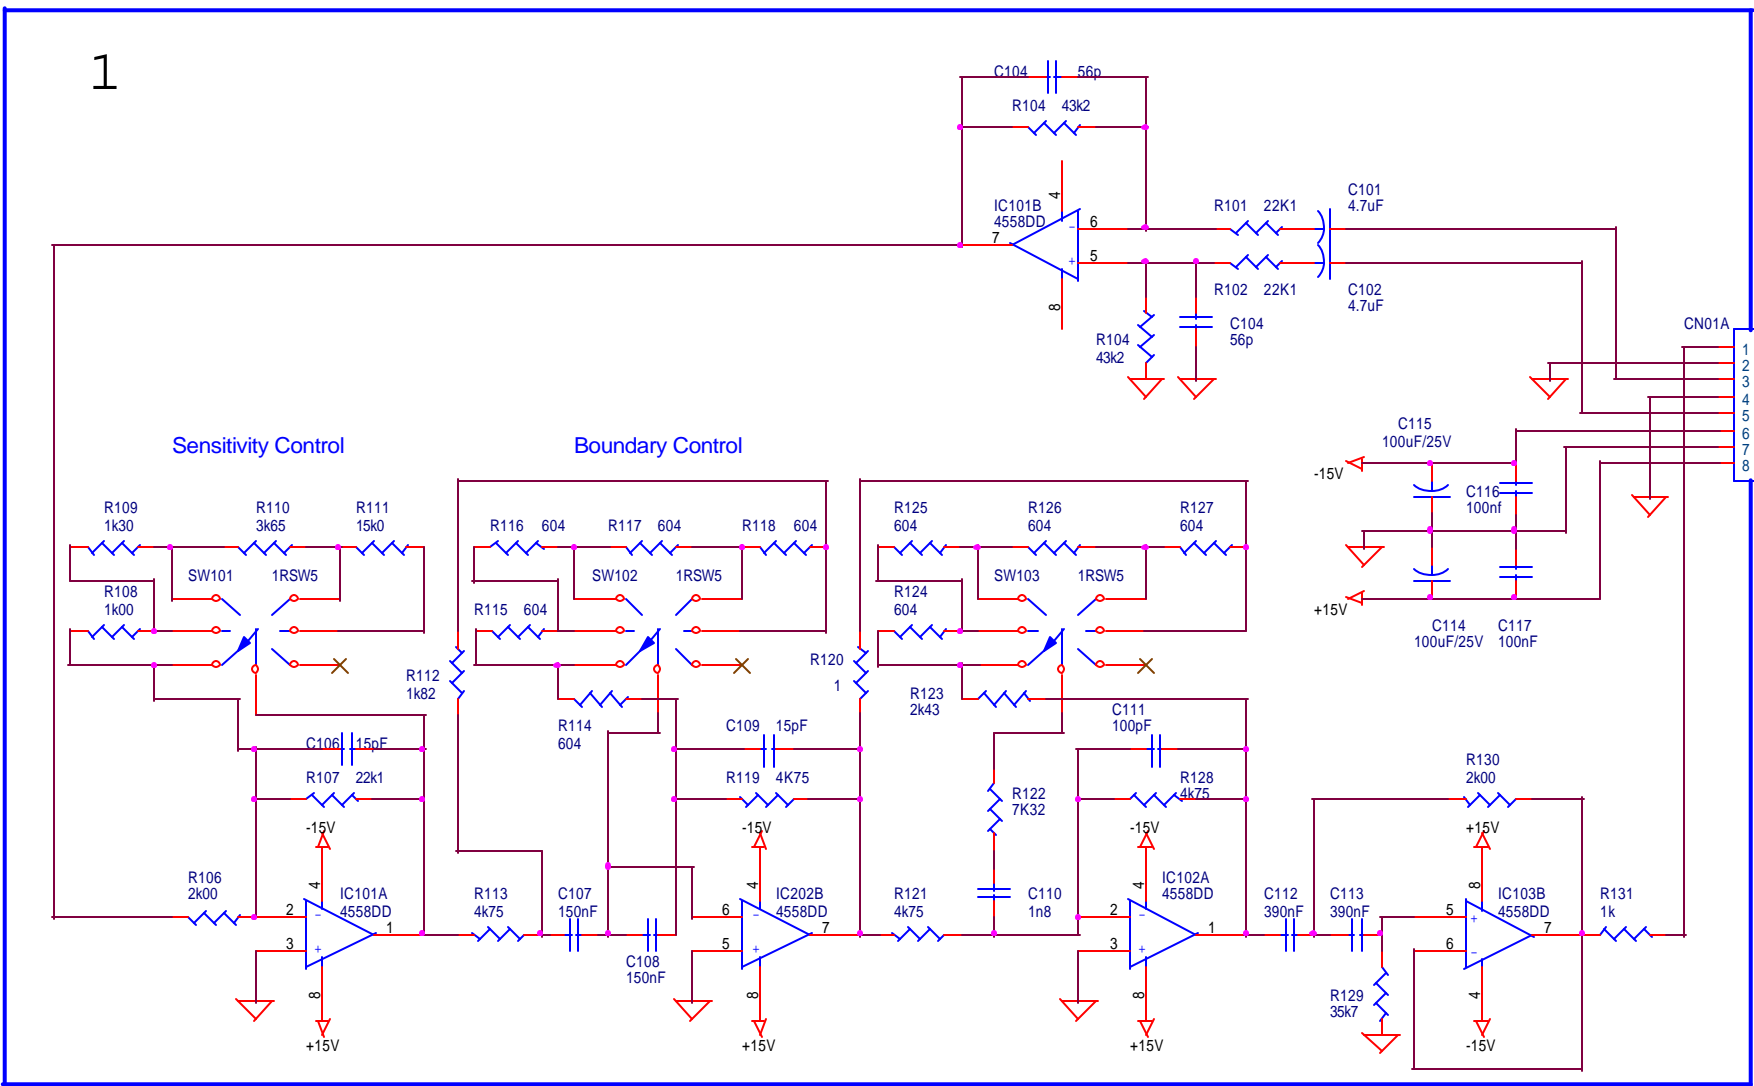 1
C104 56p
R104 43k2
4
IC101B
4558DD
7
6
5
−
+
8
R101 22K1
C101
4.7uF
R102 22K1
C102
4.7uF
R104
43k2
C104
56p
CN01A
1
2
3
4
5
6
7
8
C115
100uF/25V
-15V
C116
100nf
+15V
C114
100uF/25V
C117
100nF
Sensitivity Control
Boundary Control
R109
1k30
R110
3k65
R111
15k0
SW101 1RSW5
R108
1k00
R116 604
R117 604
R118 604
SW102 1RSW5
R115 604
R125
604
R126
604
R127
604
SW103 1RSW5
R124
604
R112
1k82
R114
604
R120
1
R123
2k43
C106 15pF
R107 22k1
C109 15pF
R119 4K75
C111
100pF
R128
4k75
R122
7K32
R130
2k00
-15V
-15V
-15V
+15V
R106
2k00
4
IC101A
4558DD
2
−
3
+
1
8
+15V
R113
4k75
C107
150nF
C108
150nF
4
IC202B
4558DD
6
−
5
+
7
8
+15V
R121
4k75
C110
1n8
4
IC102A
4558DD
2
−
3
+
1
8
+15V
C112
390nF
C113
390nF
R129
35k7
8
IC103B
4558DD
5
+
6
−
7
4
-15V
R131
1k